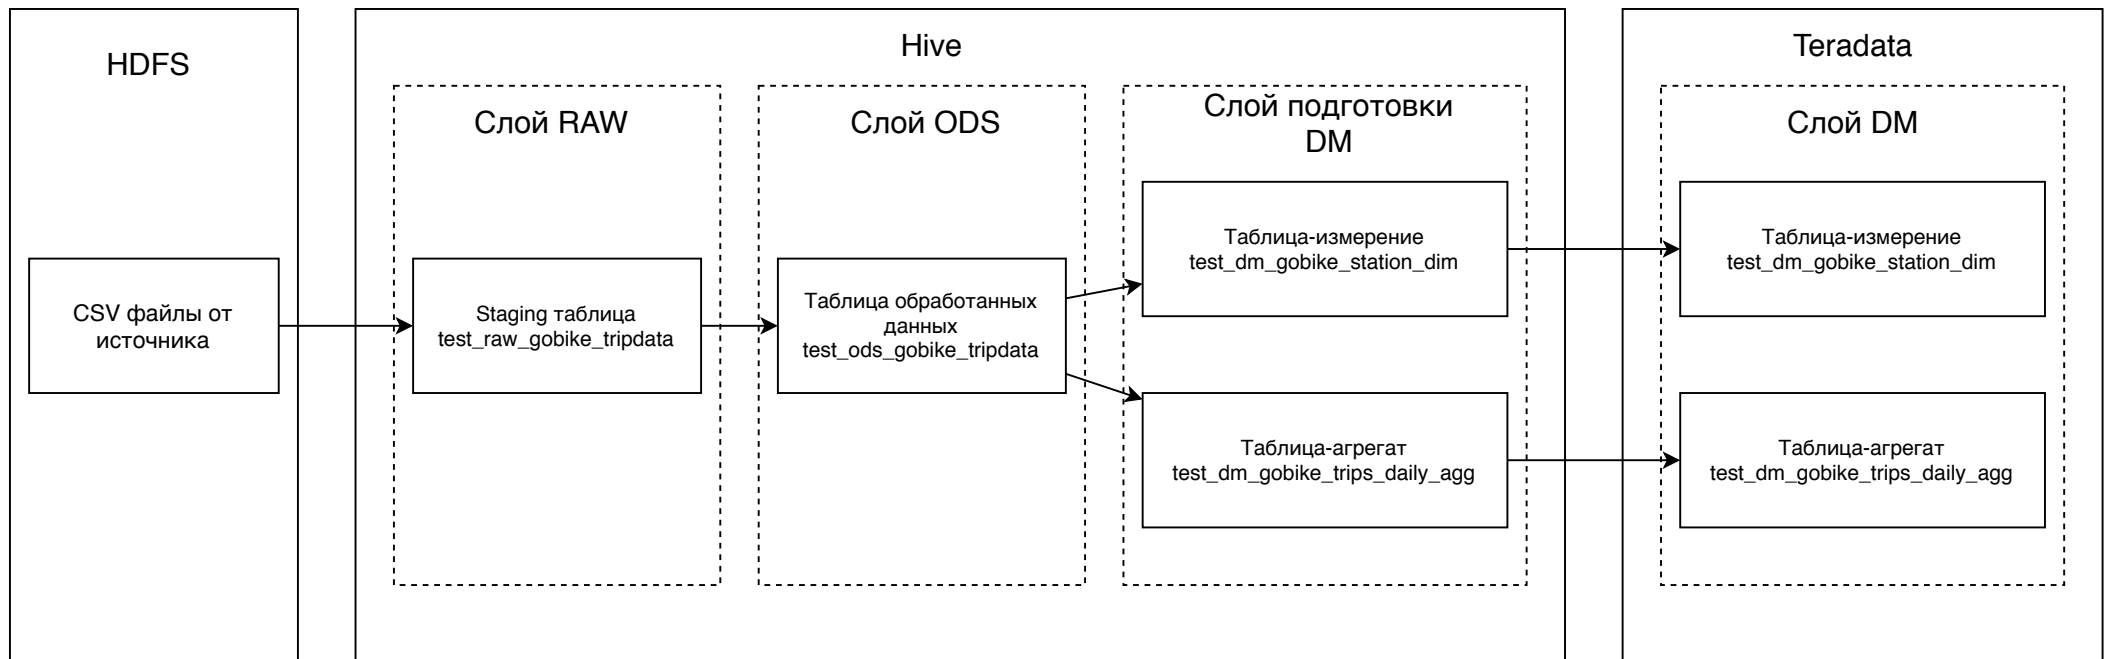 HDFS
CSV файлы от
источника
Hive
Слой RAW
Staging таблица
test_raw_gobike_tripdata
Слой ODS
Таблица обработанных
данных
test_ods_gobike_tripdata
Слой подготовки
DM
Таблица-измерение
test_dm_gobike_station_dim
Таблица-агрегат
test_dm_gobike_trips_daily_agg
Teradata
Слой DM
Таблица-измерение
test_dm_gobike_station_dim
Таблица-агрегат
test_dm_gobike_trips_daily_agg